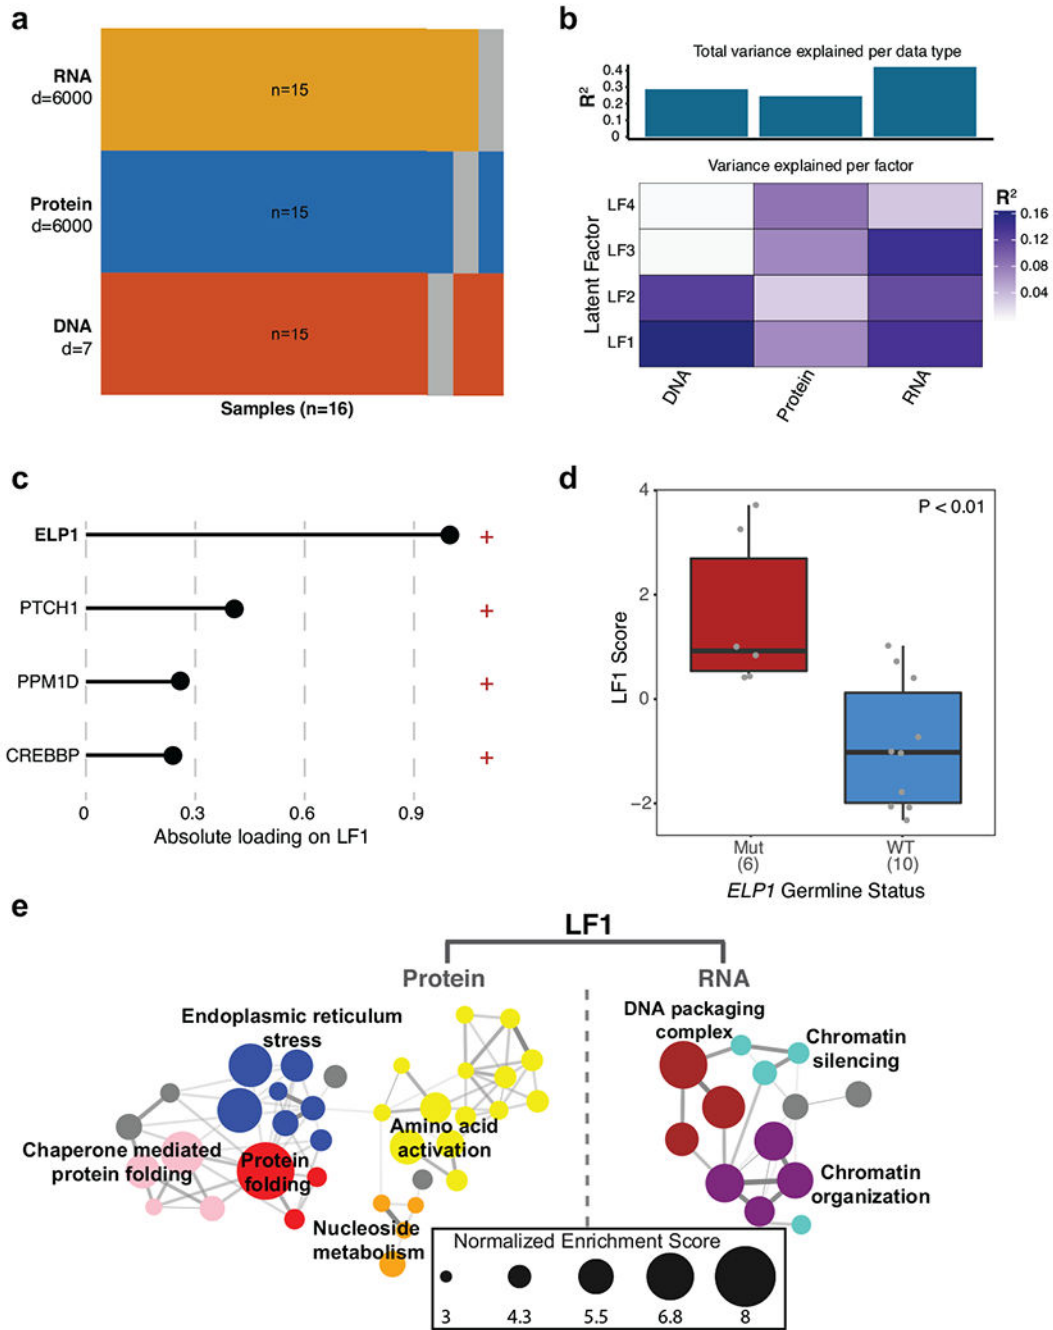 a
RNA
d=6000
n=15
Protein
d=6000
n=15
DNA
d=7
n=15
Samples (n=16)
b
Total variance explained per data type
R²
0.4
0.3
0.2
0.1
0
Variance explained per factor
Latent Factor
LF4
LF3
LF2
LF1
DNA
Protein
RNA
R²
0.16
0.12
0.08
0.04
c
ELP1
+
PTCH1
+
PPM1D
+
CREBBP
+
0 0.3 0.6 0.9
Absolute loading on LF1
d
P < 0.01
LF1 Score
4
2
0
−2
Mut
(6)
WT
(10)
ELP1 Germline Status
e
LF1
Protein
RNA
Endoplasmic reticulum
stress
Chaperone mediated
protein folding
Protein
folding
Amino acid
activation
Nucleoside
metabolism
DNA packaging
complex
Chromatin
silencing
Chromatin
organization
Normalized Enrichment Score
3 4.3 5.5 6.8 8